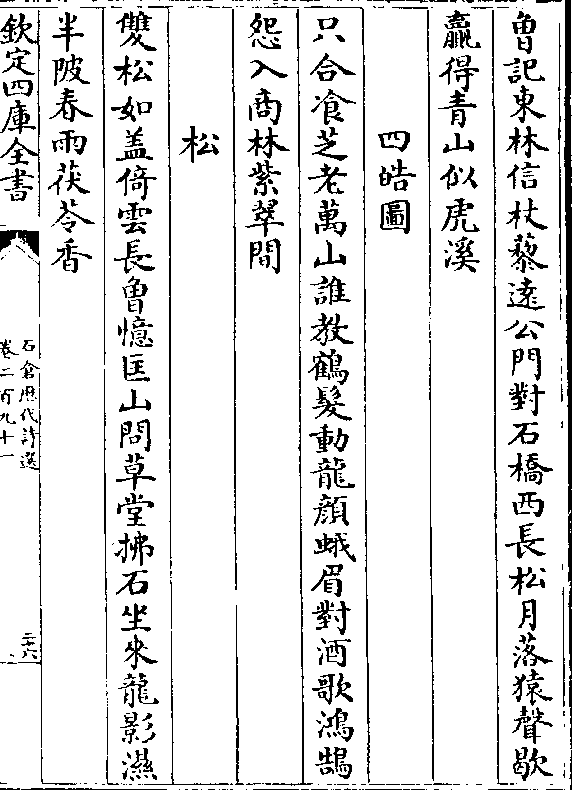 曾記東林信杖藜遠公門對石橋西長松月落猿聲歇
贏得青山似虎溪
四皓圖
只合飡芝老萬山誰教鶴髮動龍顔蛾眉對酒歌鴻鵠
怨入商林紫翠間
松
雙松如盖倚雲長曾憶匡山問草堂拂石坐來龍影濕
半陂春雨茯苓香
欽定四庫全書
石倉歷代詩選
卷二百九十一
三十六